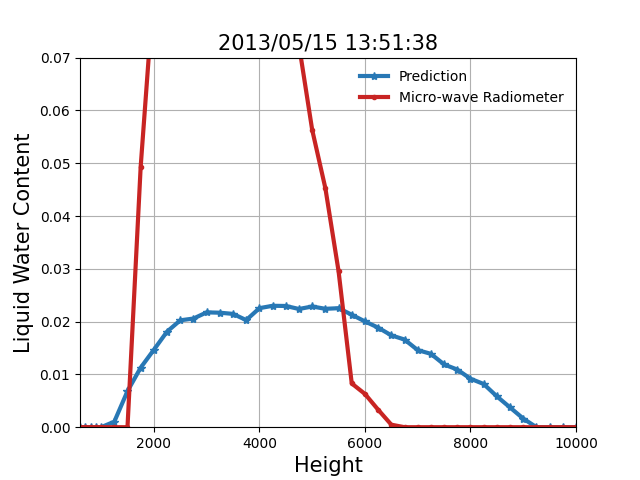 2013/05/15 13:51:38
0.07
0.06
0.05
0.04
0.03
0.02
0.01
0.00
Liquid Water Content
Prediction
Micro-wave Radiometer
2000 4000 6000 8000 10000
Height